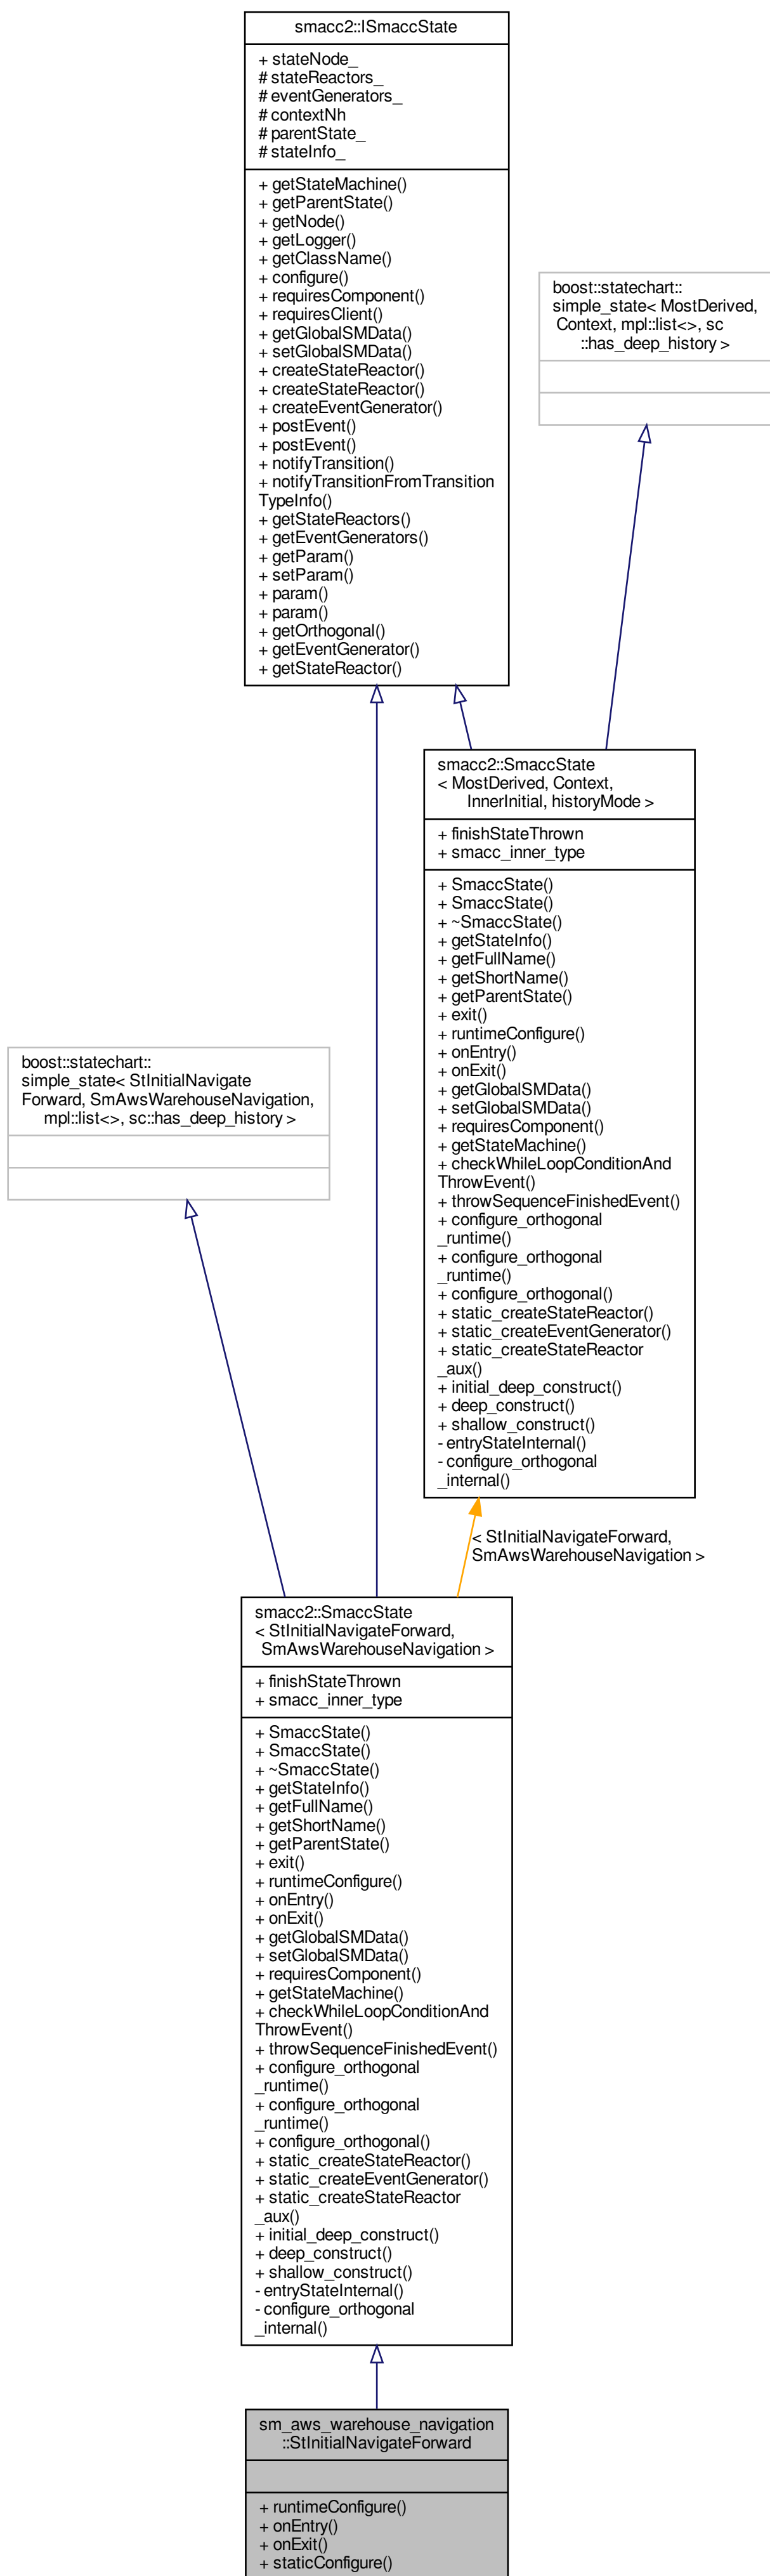 smacc2::ISmaccState
+ stateNode_
# stateReactors_
# eventGenerators_
# contextNh
# parentState_
# stateInfo_
+ getStateMachine()
+ getParentState()
+ getNode()
+ getLogger()
+ getClassName()
+ configure()
+ requiresComponent()
+ requiresClient()
+ getGlobalSMData()
+ setGlobalSMData()
+ createStateReactor()
+ createStateReactor()
+ createEventGenerator()
+ postEvent()
+ postEvent()
+ notifyTransition()
+ notifyTransitionFromTransition
TypeInfo()
+ getStateReactors()
+ getEventGenerators()
+ getParam()
+ setParam()
+ param()
+ param()
+ getOrthogonal()
+ getEventGenerator()
+ getStateReactor()
boost::statechart::
simple_state< MostDerived,
Context, mpl::list<>, sc
::has_deep_history >
smacc2::SmaccState
< MostDerived, Context,
InnerInitial, historyMode >
+ finishStateThrown
+ smacc_inner_type
+ SmaccState()
+ SmaccState()
+ ~SmaccState()
+ getStateInfo()
+ getFullName()
+ getShortName()
+ getParentState()
+ exit()
+ runtimeConfigure()
+ onEntry()
+ onExit()
+ getGlobalSMData()
+ setGlobalSMData()
+ requiresComponent()
+ getStateMachine()
+ checkWhileLoopConditionAnd
ThrowEvent()
+ throwSequenceFinishedEvent()
+ configure_orthogonal
_runtime()
+ configure_orthogonal
_runtime()
+ configure_orthogonal()
+ static_createStateReactor()
+ static_createEventGenerator()
+ static_createStateReactor
_aux()
+ initial_deep_construct()
+ deep_construct()
+ shallow_construct()
- entryStateInternal()
- configure_orthogonal
_internal()
boost::statechart::
simple_state< StInitialNavigate
Forward, SmAwsWarehouseNavigation,
mpl::list<>, sc::has_deep_history >
< StInitialNavigateForward,
SmAwsWarehouseNavigation >
smacc2::SmaccState
< StInitialNavigateForward,
SmAwsWarehouseNavigation >
+ finishStateThrown
+ smacc_inner_type
+ SmaccState()
+ SmaccState()
+ ~SmaccState()
+ getStateInfo()
+ getFullName()
+ getShortName()
+ getParentState()
+ exit()
+ runtimeConfigure()
+ onEntry()
+ onExit()
+ getGlobalSMData()
+ setGlobalSMData()
+ requiresComponent()
+ getStateMachine()
+ checkWhileLoopConditionAnd
ThrowEvent()
+ throwSequenceFinishedEvent()
+ configure_orthogonal
_runtime()
+ configure_orthogonal
_runtime()
+ configure_orthogonal()
+ static_createStateReactor()
+ static_createEventGenerator()
+ static_createStateReactor
_aux()
+ initial_deep_construct()
+ deep_construct()
+ shallow_construct()
- entryStateInternal()
- configure_orthogonal
_internal()
sm_aws_warehouse_navigation
::StInitialNavigateForward
+ runtimeConfigure()
+ onEntry()
+ onExit()
+ staticConfigure()